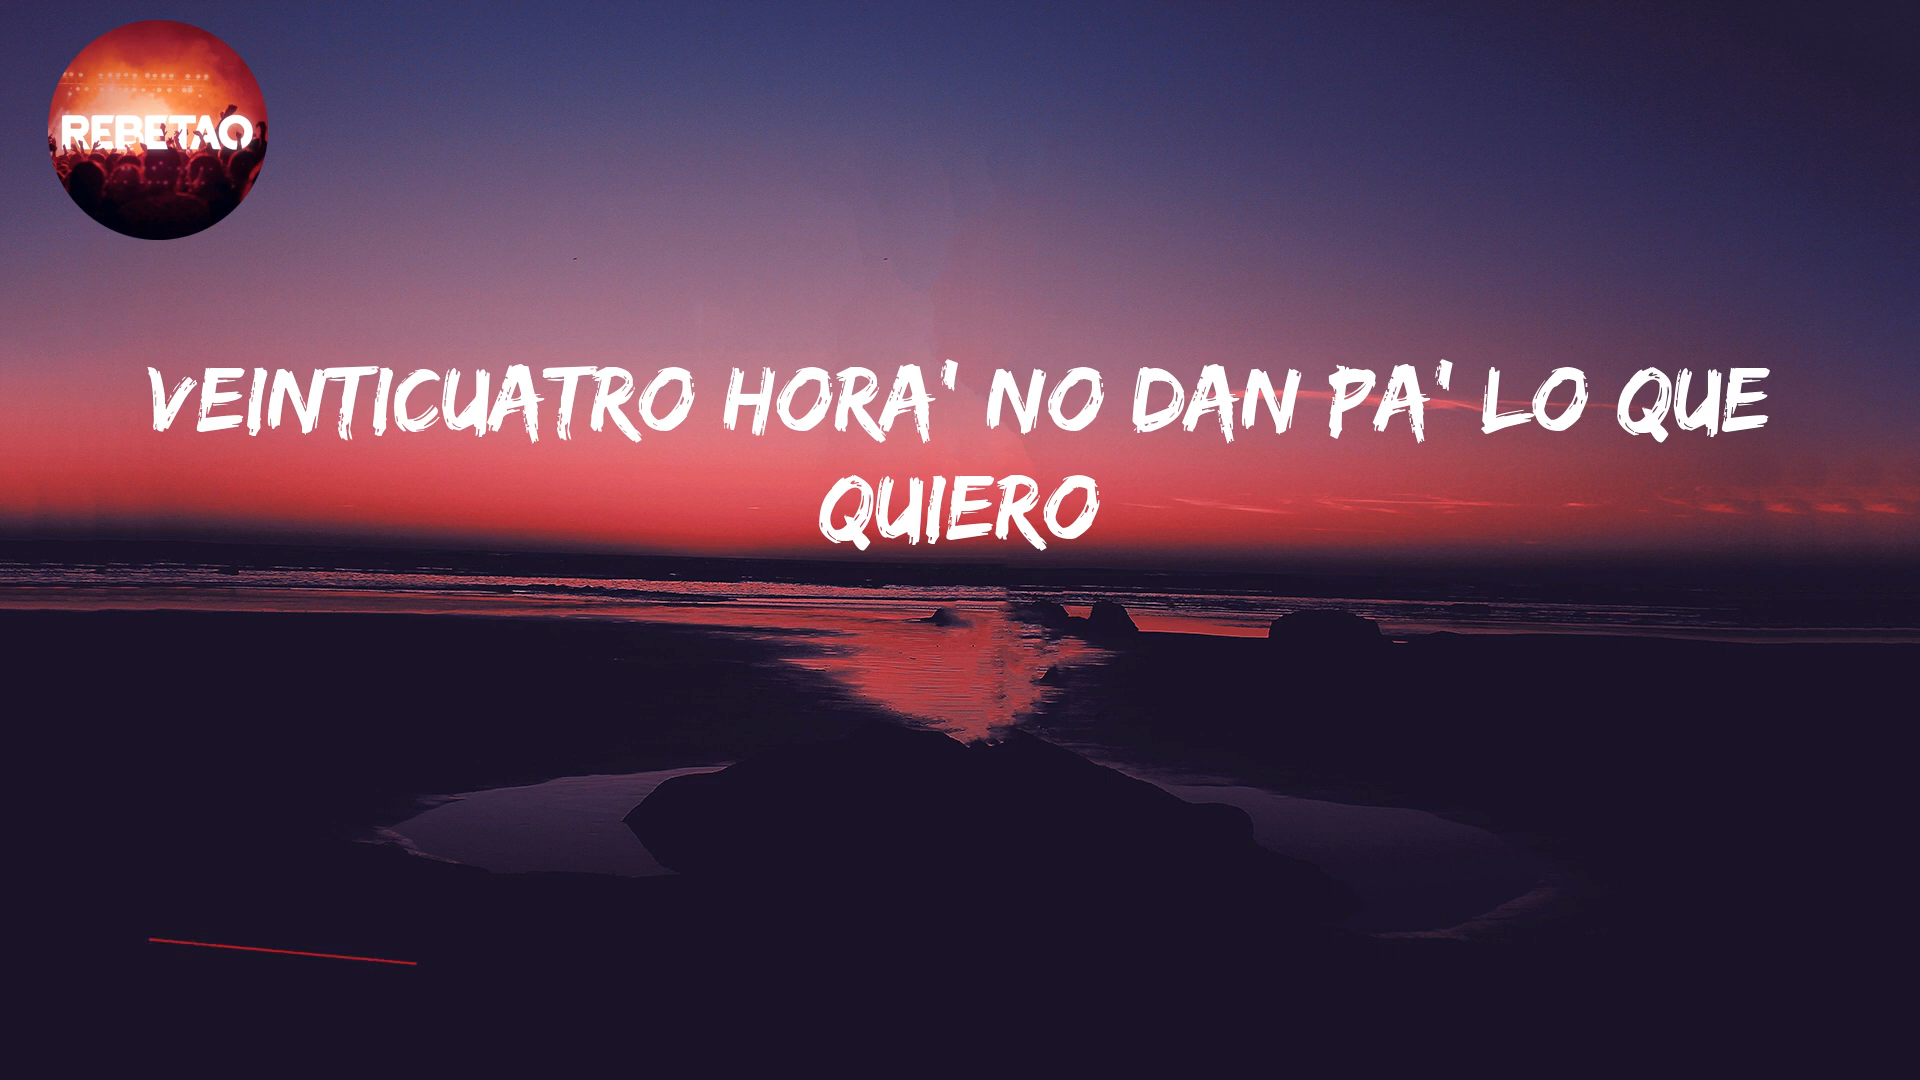 REBETAO
VEINTICUATRO HORA' NO DAN PA' LO QUE
QUIERO